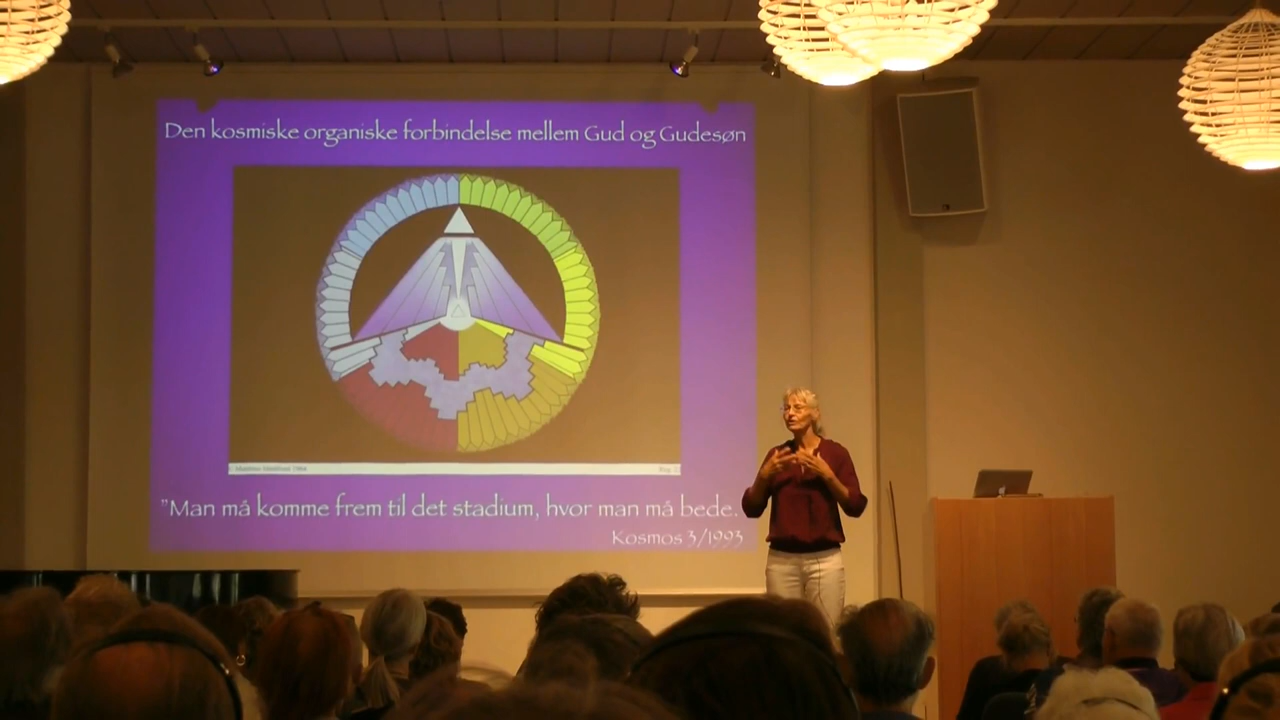 Den kosmiske organiske forbindelse mellem Gud og Gudesøn
"Man må komme frem til det stadium, hvor man må bede.
Kosmos 3/1993